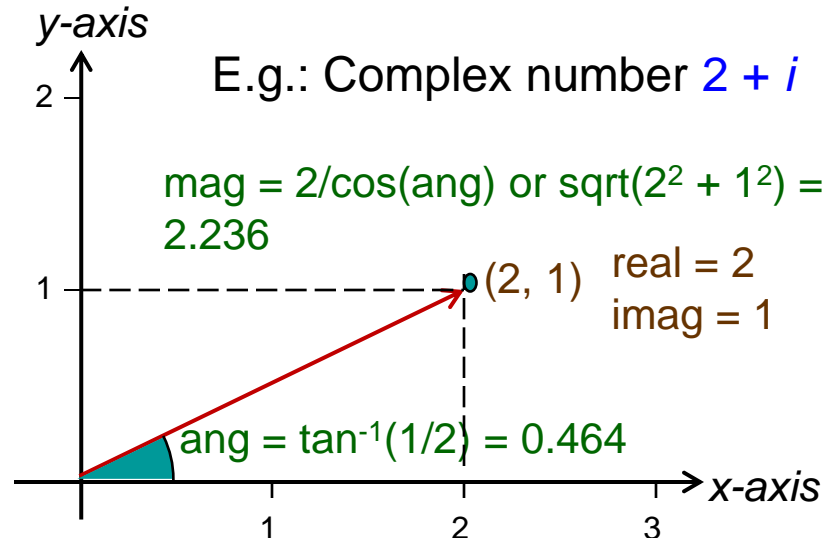 y-axis
E.g.: Complex number 2 + i
2
mag = 2/cos(ang) or sqrt(2² + 1²) =
2.236
real = 2
(2, 1)
imag = 1
1
ang = tan⁻¹(1/2) = 0.464
x-axis
1 2 3